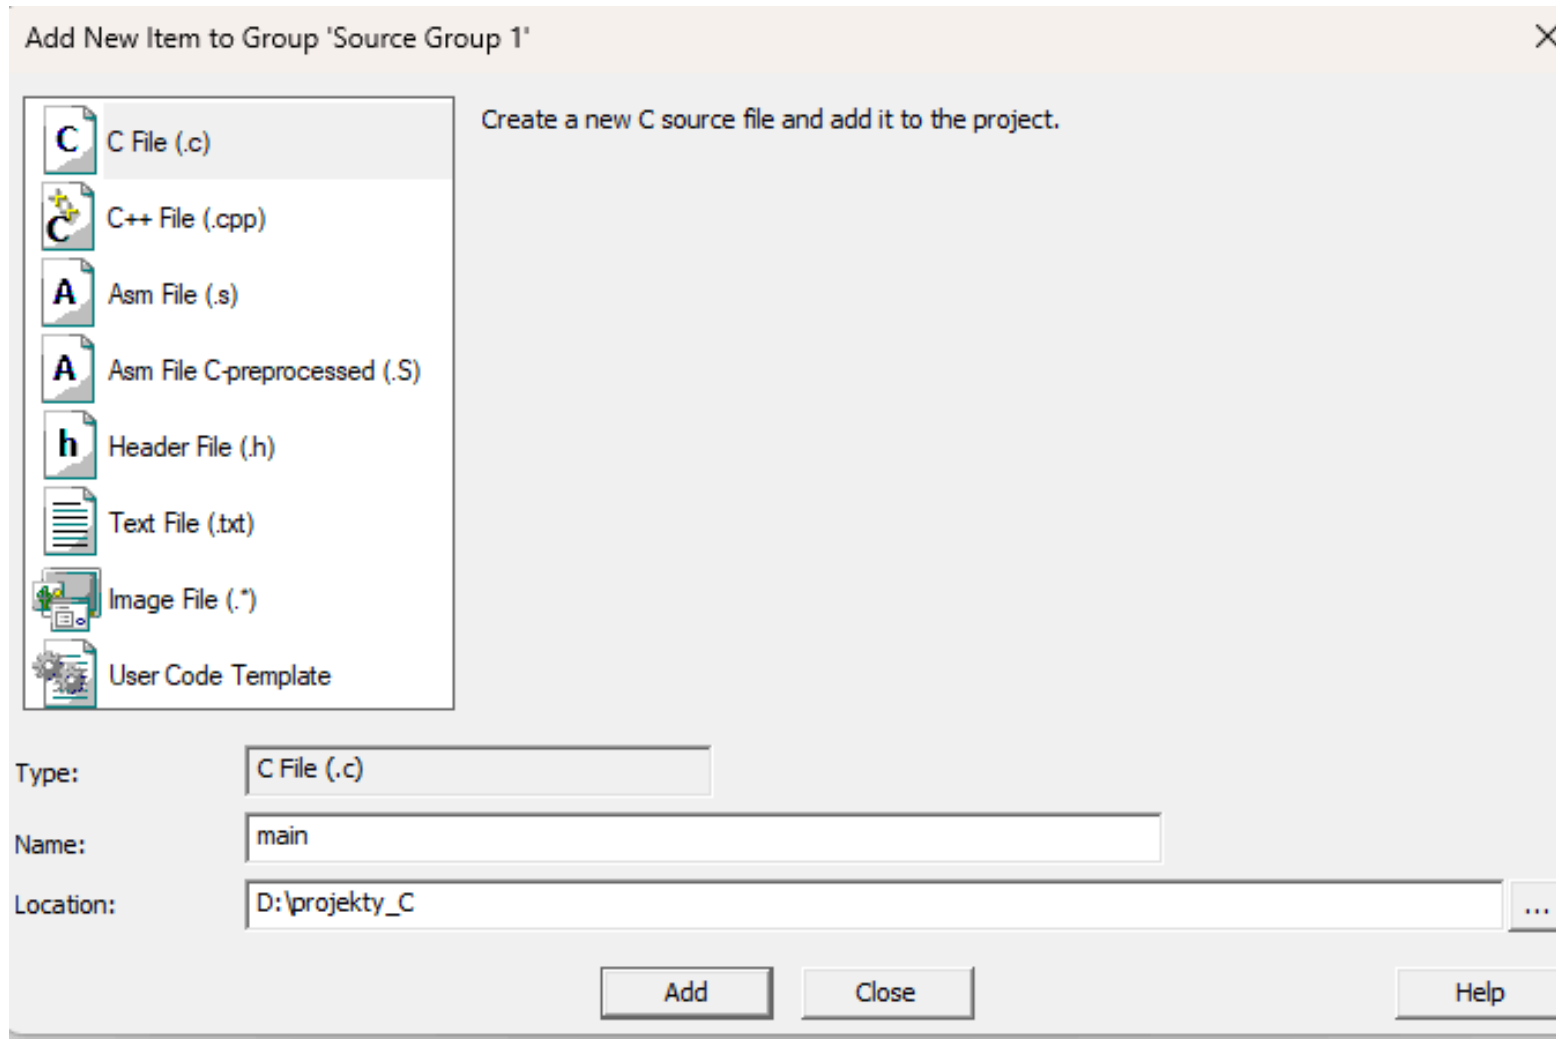 Add New Item to Group 'Source Group 1'
C
C File (.c)
Create a new C source file and add it to the project.
C
C++ File (.cpp)
A
Asm File (.s)
A
Asm File C-preprocessed (.S)
h
Header File (.h)
Text File (.txt)
Image File (.*)
User Code Template
Type:
C File (.c)
Name:
main
Location:
D:\projekty_C
...
Add
Close
Help